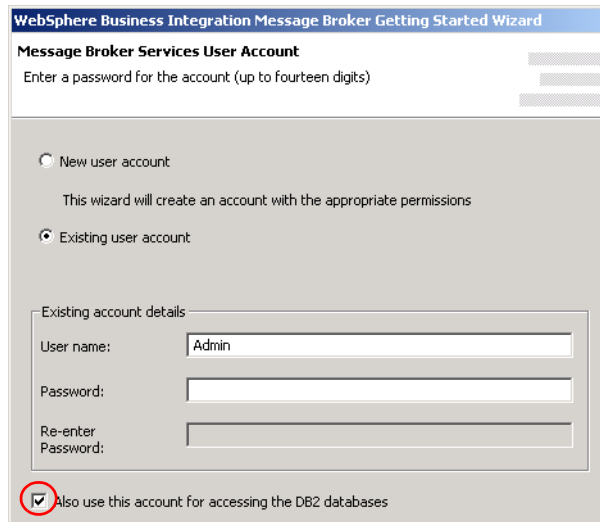 WebSphere Business Integration Message Broker Getting Started Wizard
Message Broker Services User Account
Enter a password for the account (up to fourteen digits)
New user account
This wizard will create an account with the appropriate permissions
Existing user account
Existing account details
User name: Admin
Password:
Re-enter
Password:
Also use this account for accessing the DB2 databases